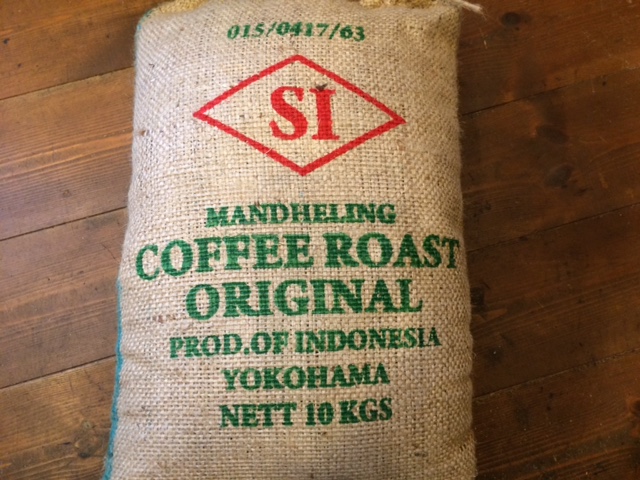 015/0417/63
SI
MANDHELING
COFFEE ROAST
ORIGINAL
PROD.OF INDONESIA
YOKOHAMA
NETT 10 KGS